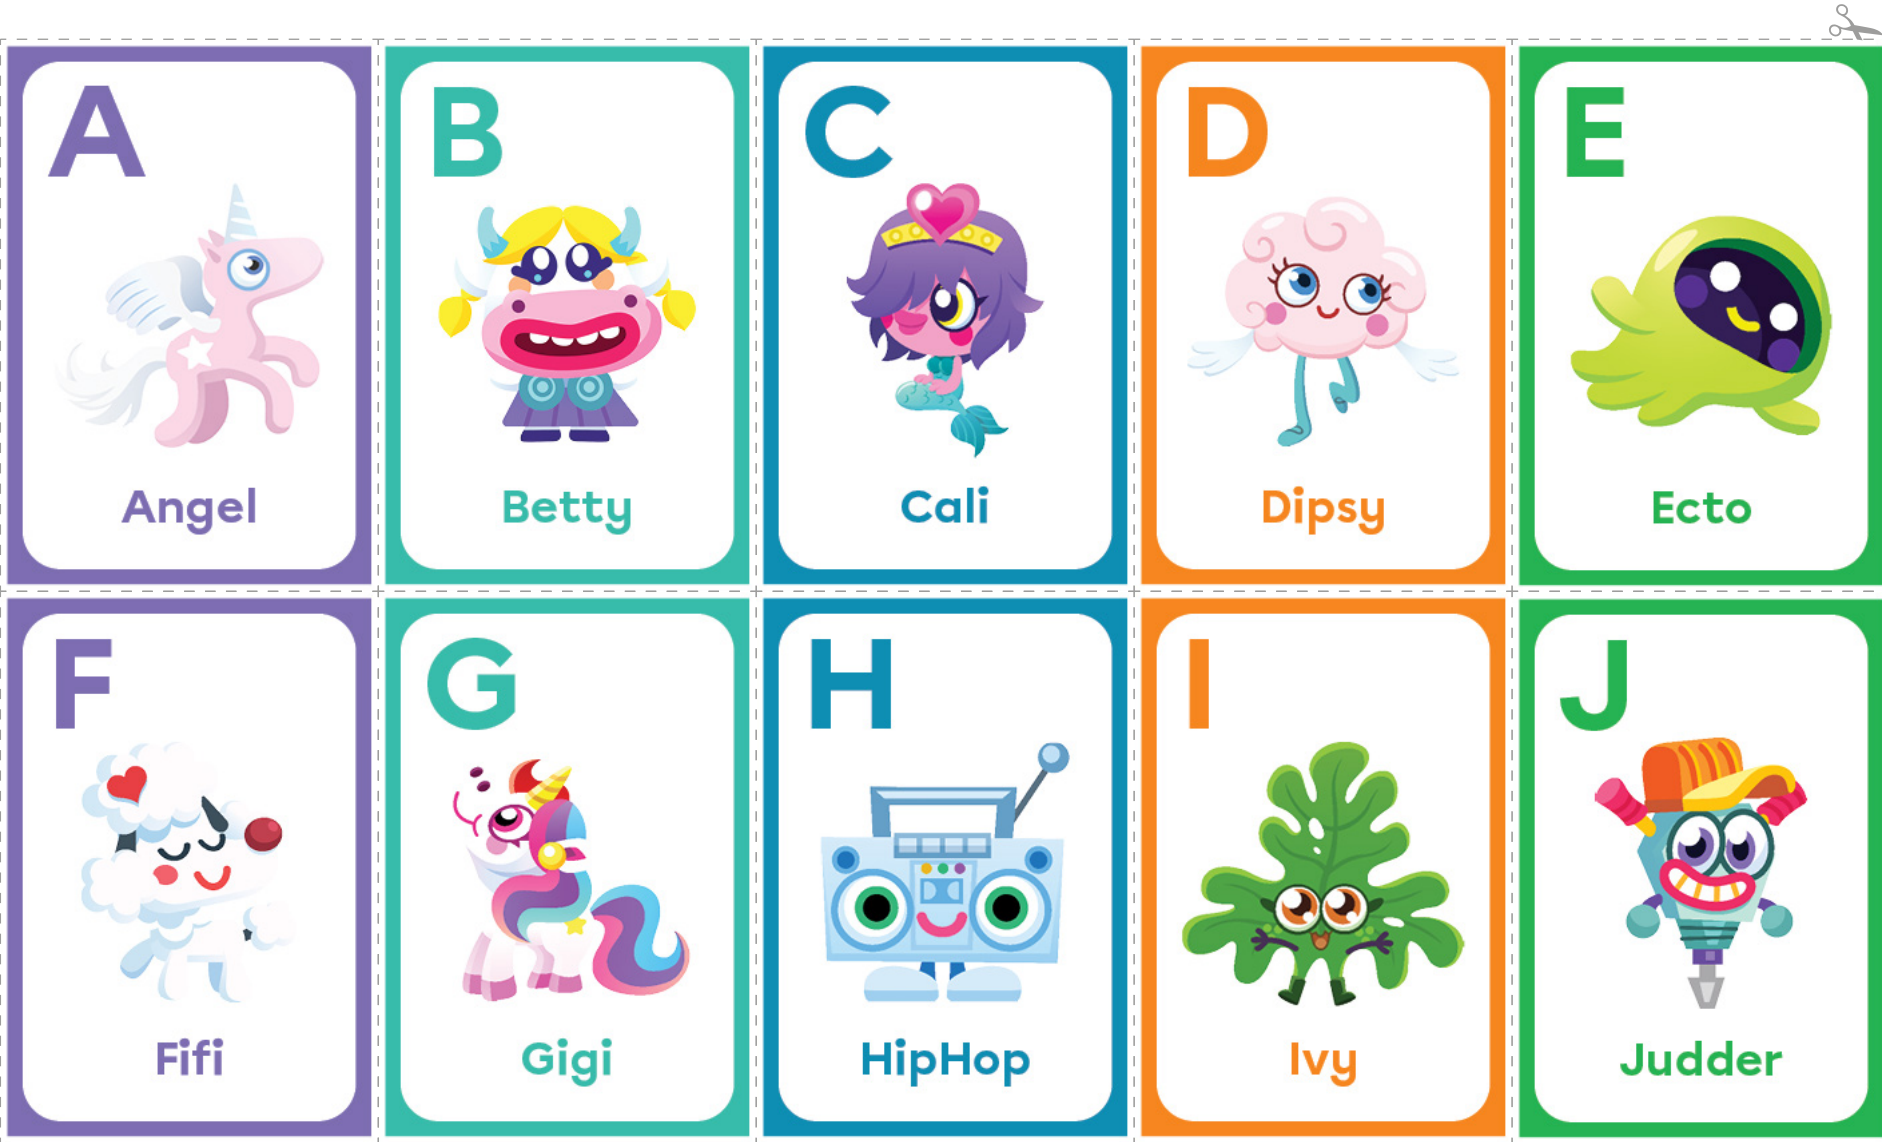 A
Angel
B
Betty
C
Cali
D
Dipsy
E
Ecto
F
Fifi
G
Gigi
H
HipHop
I
Ivy
J
Judder